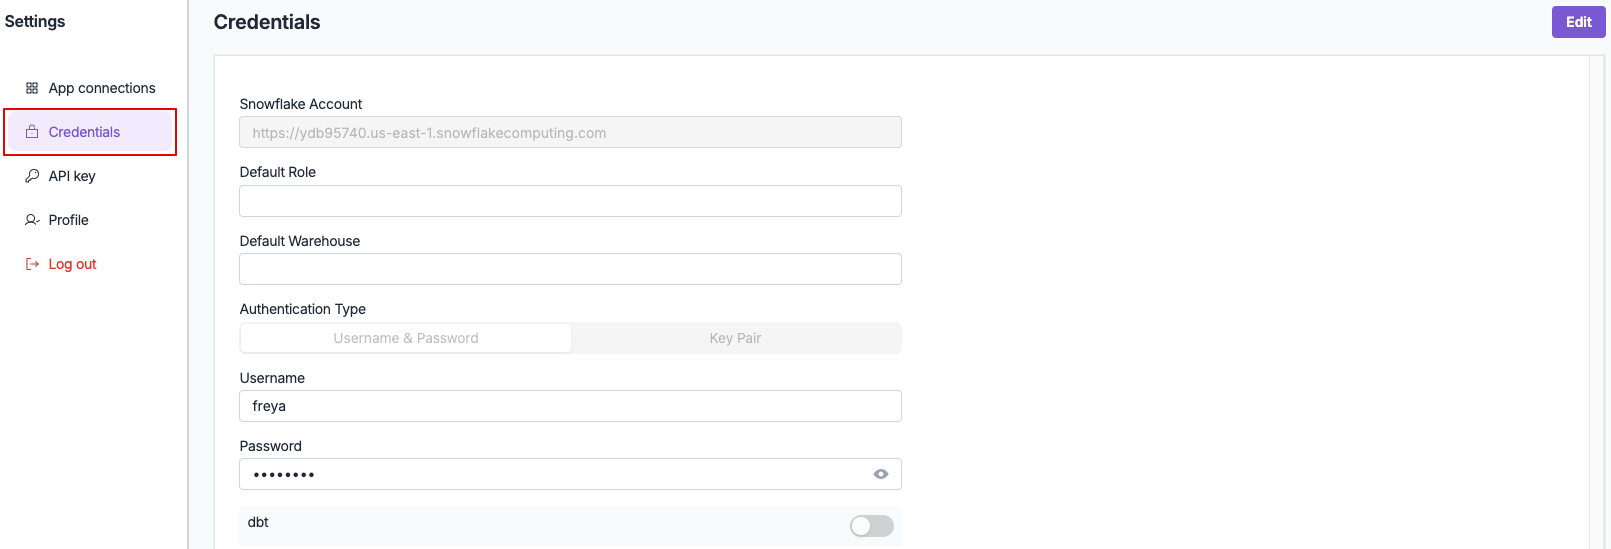 Settings
App connections
Credentials
API key
Profile
Log out
Credentials
Edit
Snowflake Account
https://ydb95740.us-east-1.snowflakecomputing.com
Default Role
Default Warehouse
Authentication Type
Username & Password
Key Pair
Username
freya
Password
••••••••
dbt